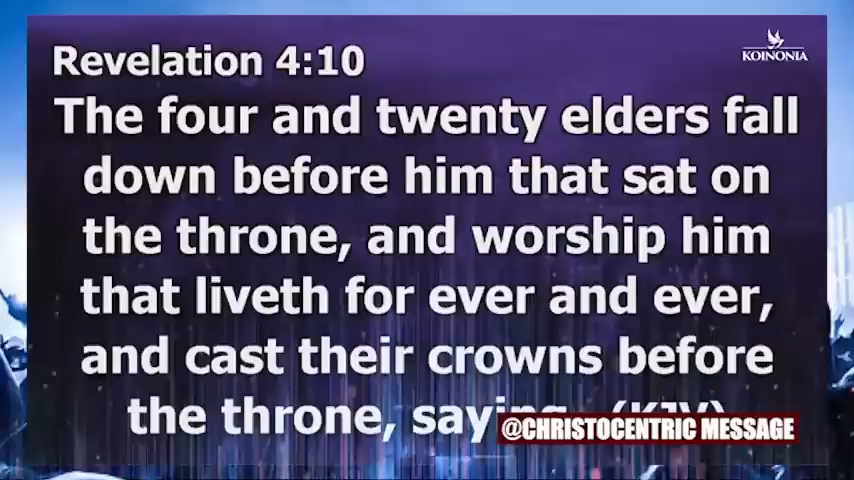 Revelation 4:10
KOINONIA
The four and twenty elders fall
down before him that sat on
the throne, and worship him
that liveth for ever and ever,
and cast their crowns before
the throne,
@CHRISTOCENTRIC MESSAGE